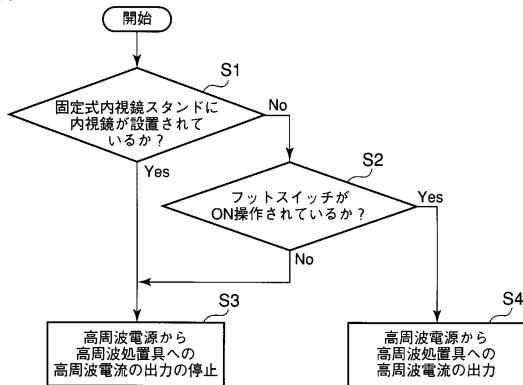 開始
S1
固定式内視鏡スタンドに
内視鏡が設置されて
いるか？
No
Yes
S2
フットスイッチが
ON操作されているか？
Yes
No
S3
高周波電源から
高周波処置具への
高周波電流の出力の停止
S4
高周波電源から
高周波処置具への
高周波電流の出力